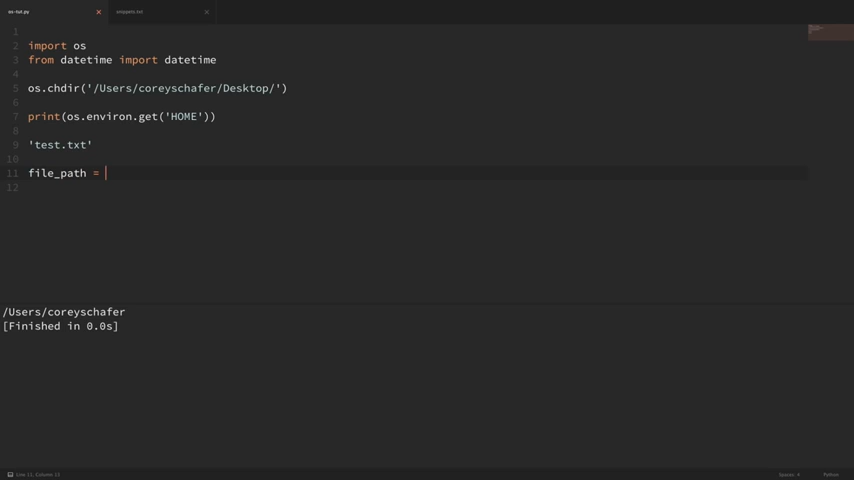 os-tut.py
snippets.txt
1
2 import os
3 from datetime import datetime
4
5 os.chdir('/Users/coreyschafer/Desktop/')
6
7 print(os.environ.get('HOME'))
8
9 'test.txt'
10
11 file_path =
12
/Users/coreyschafer
[Finished in 0.0s]
Line 11, Column 13
Spaces: 4
Python